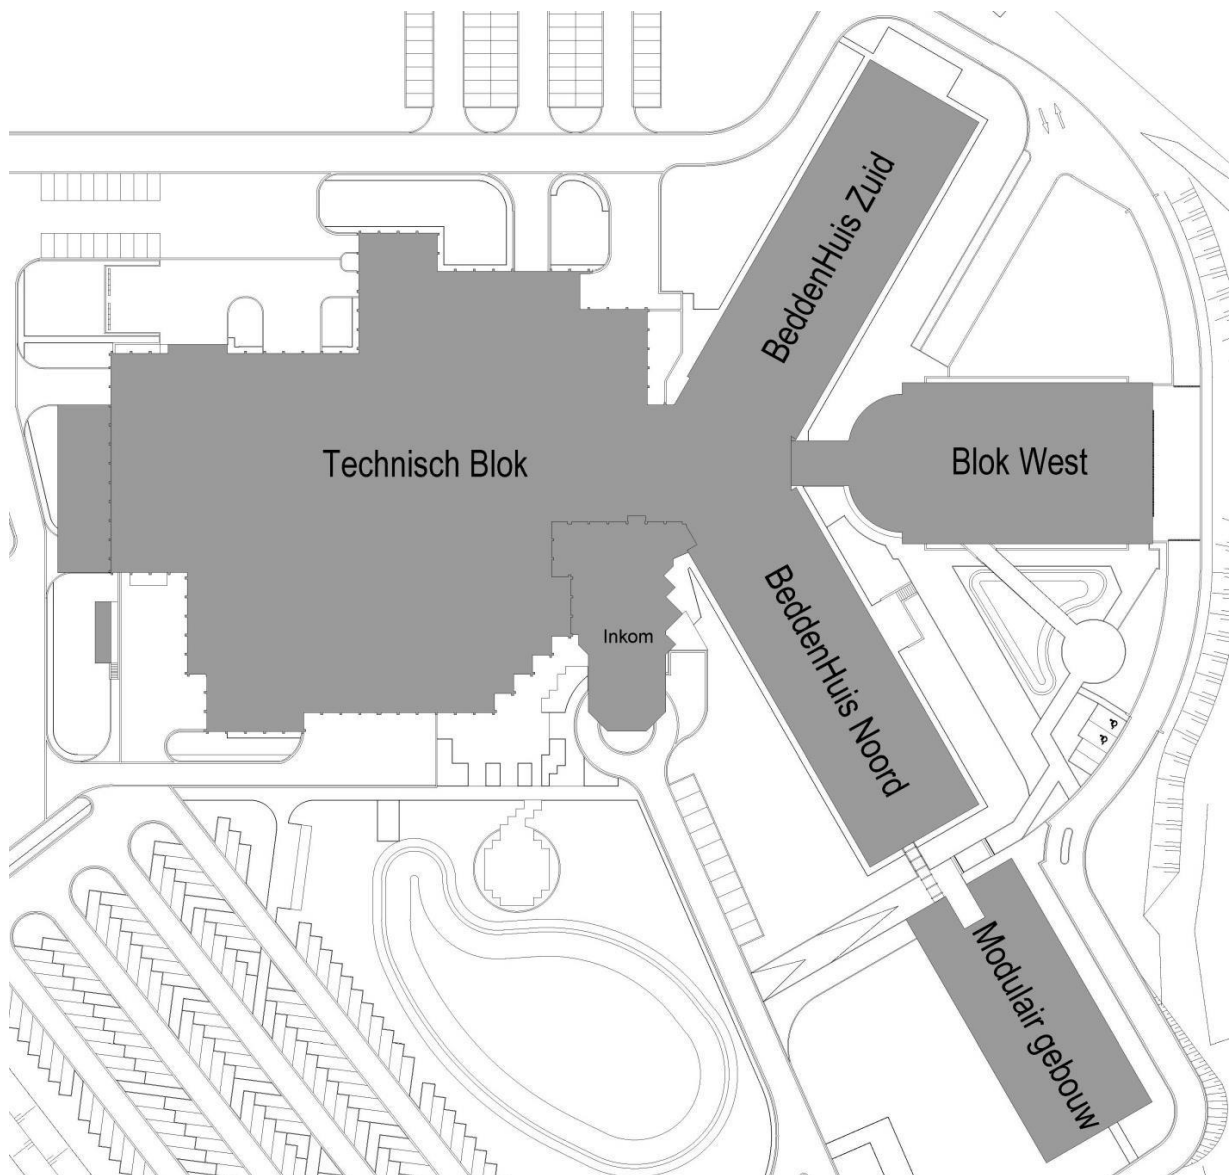 BeddenHuis Zuid
Technisch Blok
Blok West
Inkom
BeddenHuis Noord
Modulair gebouw